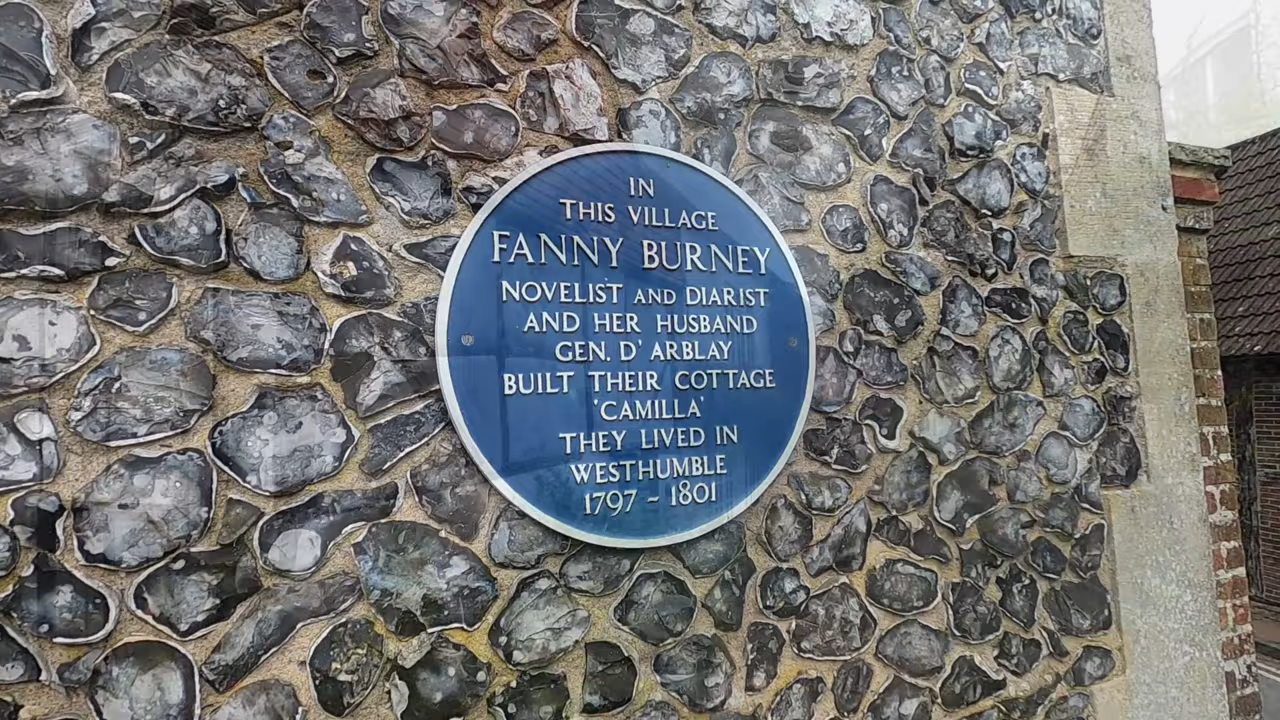 IN
THIS VILLAGE
FANNY BURNEY
NOVELIST AND DIARIST
AND HER HUSBAND
GEN. D' ARBLAY
BUILT THEIR COTTAGE
'CAMILLA'
THEY LIVED IN
WESTHUMBLE
1797 ~ 1801